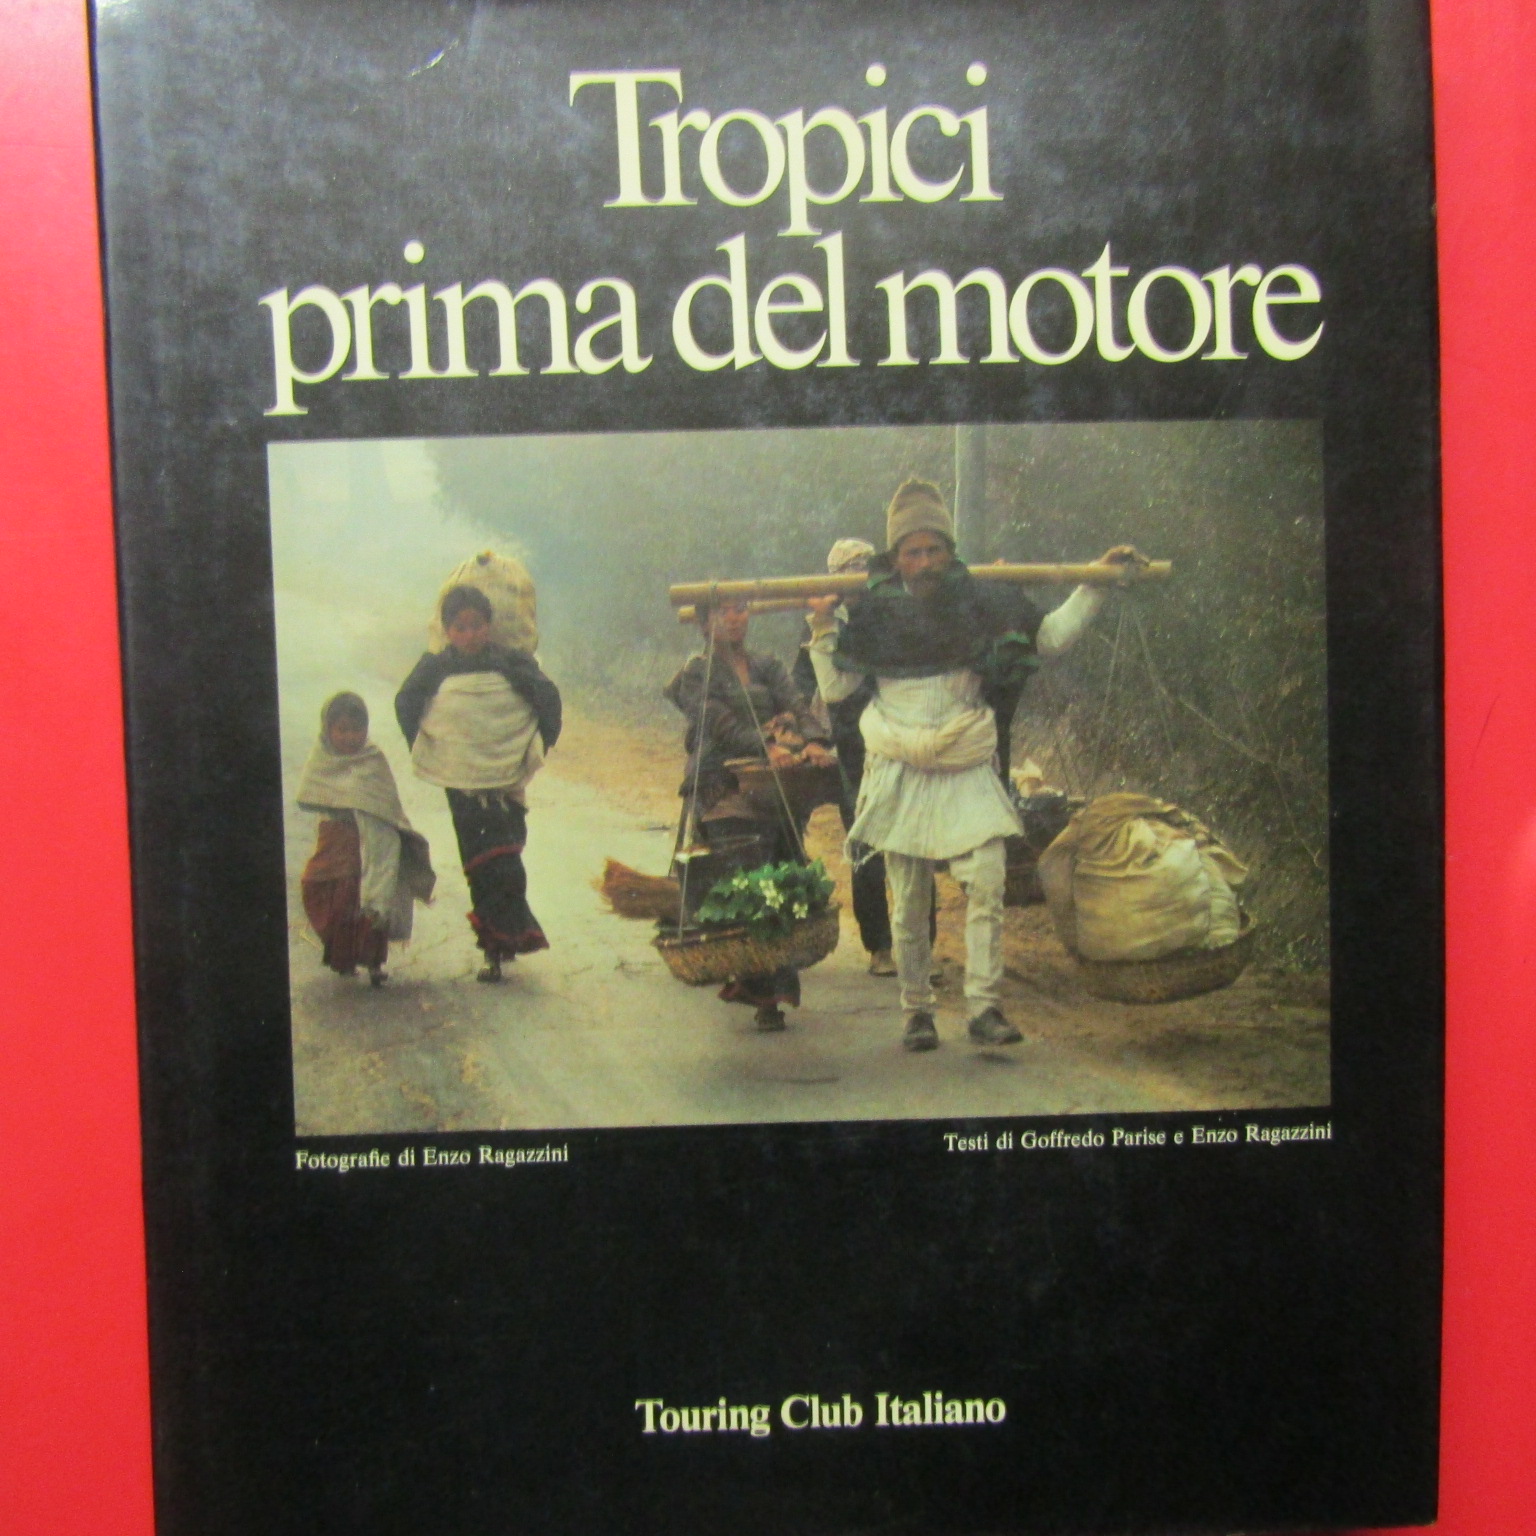 Tropici
prima del motore
Fotografie di Enzo Ragazzini
Testi di Goffredo Parise e Enzo Ragazzini
Touring Club Italiano